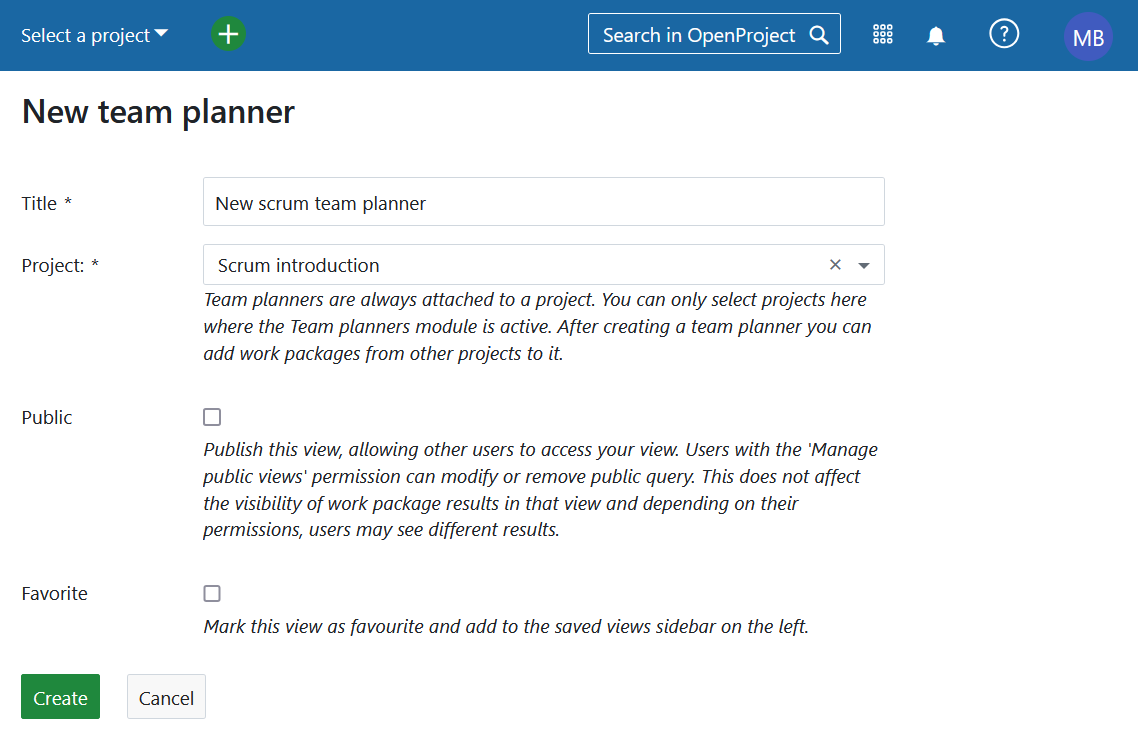 Select a project
Search in OpenProject
?
MB
New team planner
Title *
New scrum team planner
Project: *
Scrum introduction
Team planners are always attached to a project. You can only select projects here
where the Team planners module is active. After creating a team planner you can
add work packages from other projects to it.
Public
Publish this view, allowing other users to access your view. Users with the 'Manage
public views' permission can modify or remove public query. This does not affect
the visibility of work package results in that view and depending on their
permissions, users may see different results.
Favorite
Mark this view as favourite and add to the saved views sidebar on the left.
Create
Cancel